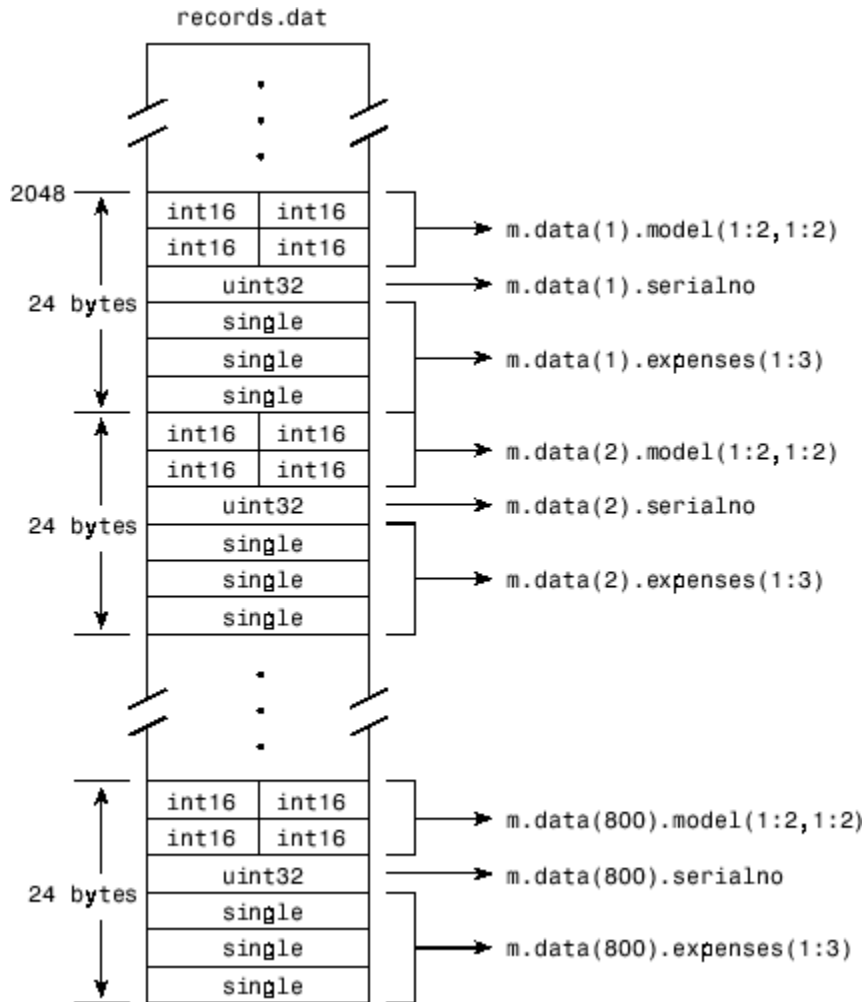 records.dat
2048
int16 int16 m.data(1).model(1:2,1:2)
int16 int16
uint32 m.data(1).serialno
24 bytes
single
single m.data(1).expenses(1:3)
single
int16 int16 m.data(2).model(1:2,1:2)
int16 int16
uint32 m.data(2).serialno
24 bytes
single
single m.data(2).expenses(1:3)
single
int16 int16 m.data(800).model(1:2,1:2)
int16 int16
uint32 m.data(800).serialno
24 bytes
single
single m.data(800).expenses(1:3)
single